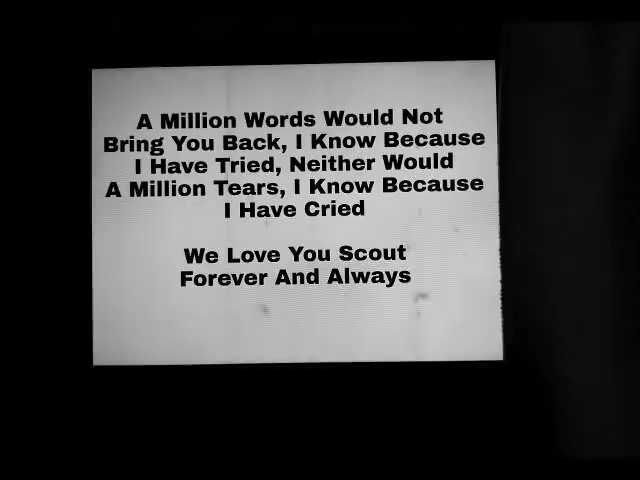 A Million Words Would Not
Bring You Back, I Know Because
I Have Tried, Neither Would
A Million Tears, I Know Because
I Have Cried
We Love You Scout
Forever And Always